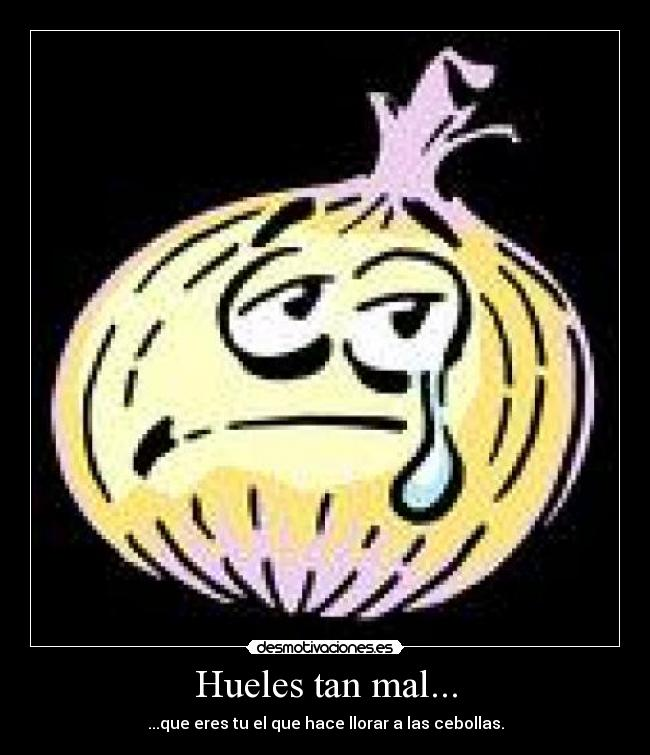 desmotivaciones.es
Hueles tan mal...
...que eres tu el que hace llorar a las cebollas.